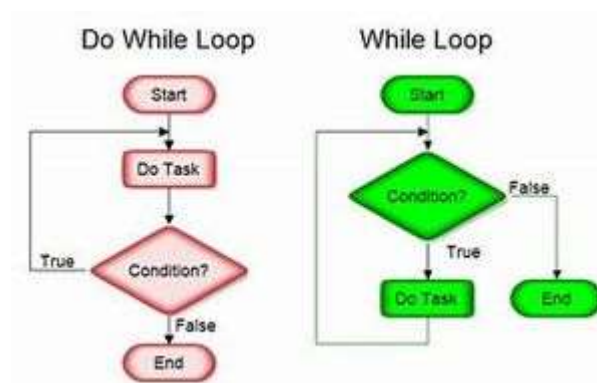 Do While Loop
Start
Do Task
Condition?
True
False
End
While Loop
Start
Condition?
False
True
Do Task
End